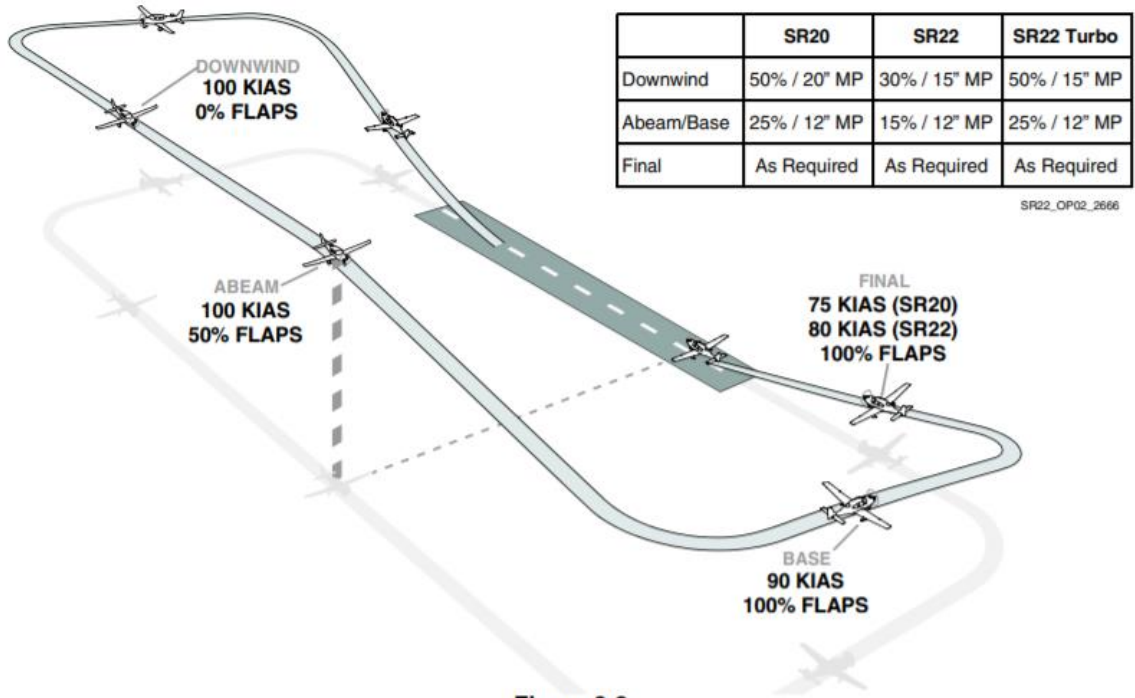 SR20 SR22 SR22 Turbo
Downwind 50% / 20" MP 30% / 15" MP 50% / 15" MP
Abeam/Base 25% / 12" MP 15% / 12" MP 25% / 12" MP
Final As Required As Required As Required
SR22_OP02_2666
DOWNWIND
100 KIAS
0% FLAPS
ABEAM
100 KIAS
50% FLAPS
FINAL
75 KIAS (SR20)
80 KIAS (SR22)
100% FLAPS
BASE
90 KIAS
100% FLAPS